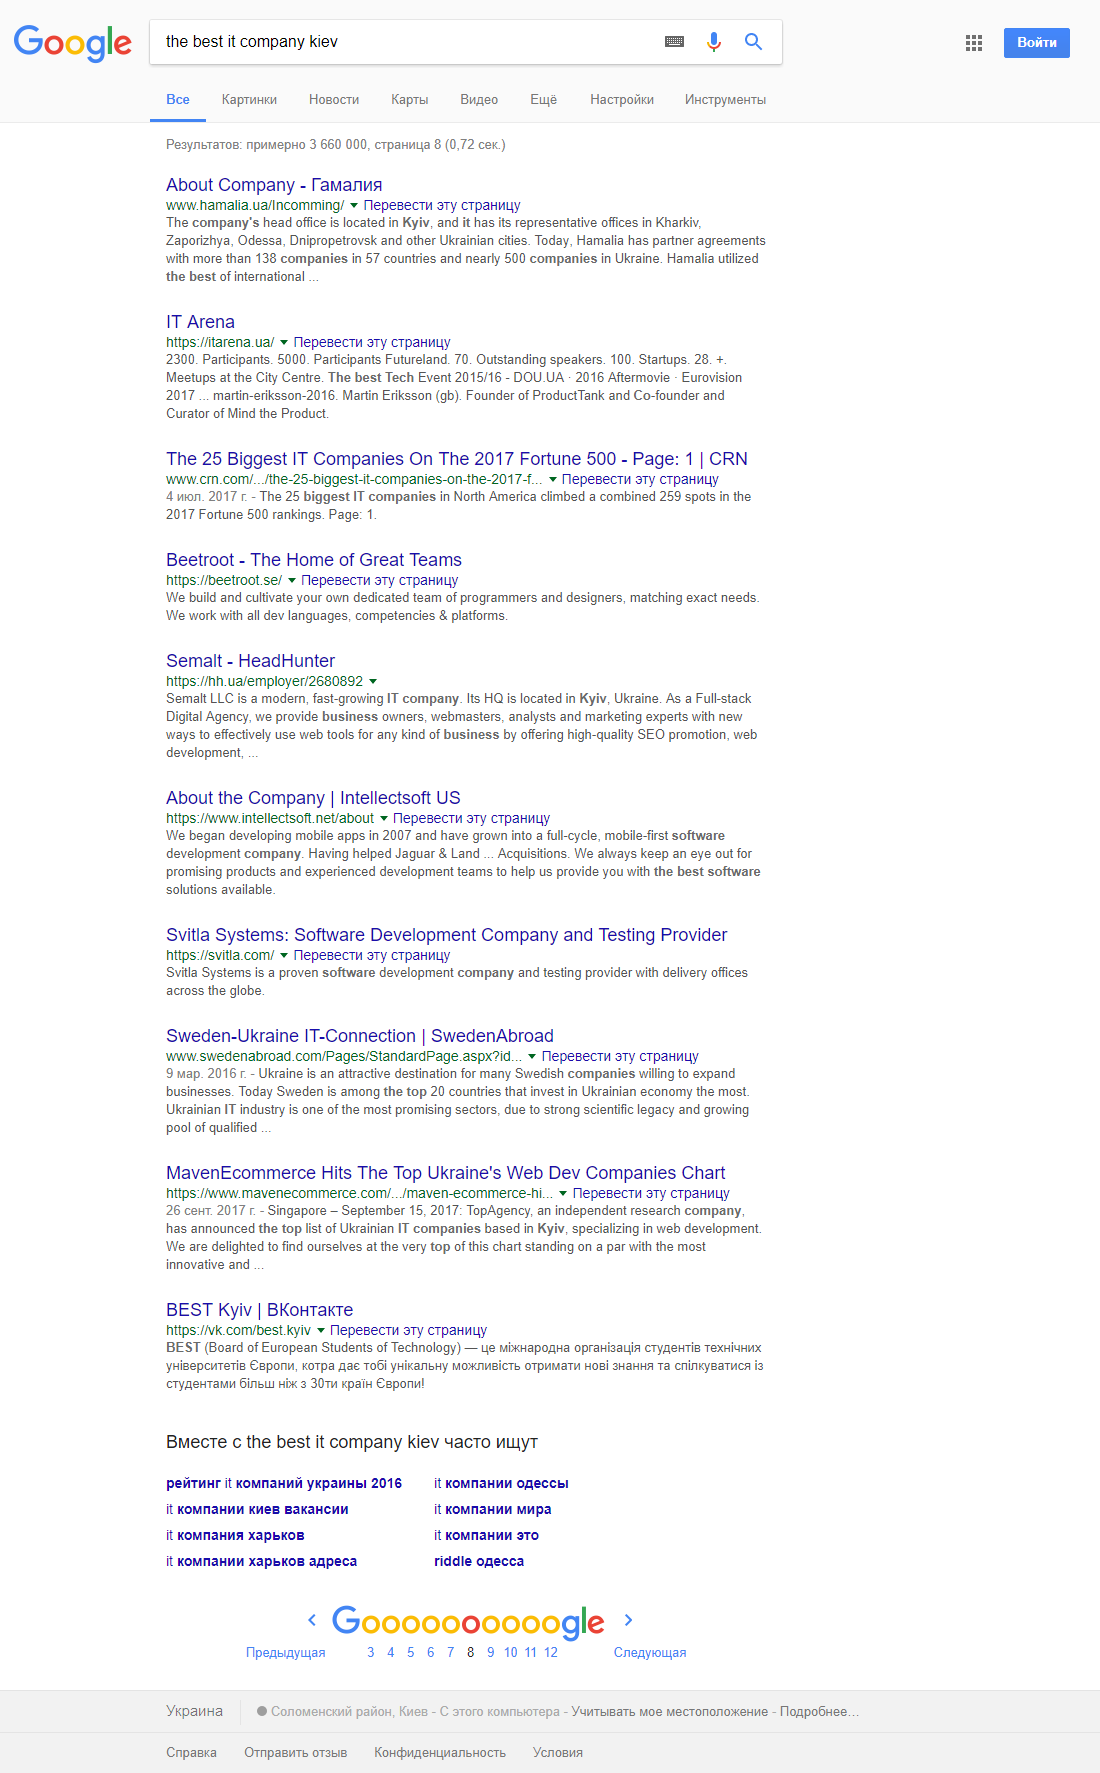 Google
the best it company kiev
Войти
Все Картинки Новости Карты Видео Ещё Настройки Инструменты
Результатов: примерно 3 660 000, страница 8 (0,72 сек.)
About Company - Гамалия
www.hamalia.ua/Incomming/ Перевести эту страницу
The company's head office is located in Kyiv, and it has its representative offices in Kharkiv,
Zaporizhya, Odessa, Dnipropetrovsk and other Ukrainian cities. Today, Hamalia has partner agreements
with more than 138 companies in 57 countries and nearly 500 companies in Ukraine. Hamalia utilized
the best of international ...
IT Arena
https://itarena.ua/ Перевести эту страницу
2300. Participants. 5000. Participants Futureland. 70. Outstanding speakers. 100. Startups. 28. +.
Meetups at the City Centre. The best Tech Event 2015/16 - DOU.UA · 2016 Aftermovie · Eurovision
2017 ... martin-eriksson-2016. Martin Eriksson (gb). Founder of ProductTank and Co-founder and
Curator of Mind the Product.
The 25 Biggest IT Companies On The 2017 Fortune 500 - Page: 1 | CRN
www.crn.com/.../the-25-biggest-it-companies-on-the-2017-f... Перевести эту страницу
4 июл. 2017 г. - The 25 biggest IT companies in North America climbed a combined 259 spots in the
2017 Fortune 500 rankings. Page: 1.
Beetroot - The Home of Great Teams
https://beetroot.se/ Перевести эту страницу
We build and cultivate your own dedicated team of programmers and designers, matching exact needs.
We work with all dev languages, competencies & platforms.
Semalt - HeadHunter
https://hh.ua/employer/2680892
Semalt LLC is a modern, fast-growing IT company. Its HQ is located in Kyiv, Ukraine. As a Full-stack
Digital Agency, we provide business owners, webmasters, analysts and marketing experts with new
ways to effectively use web tools for any kind of business by offering high-quality SEO promotion, web
development, ...
About the Company | Intellectsoft US
https://www.intellectsoft.net/about Перевести эту страницу
We began developing mobile apps in 2007 and have grown into a full-cycle, mobile-first software
development company. Having helped Jaguar & Land ... Acquisitions. We always keep an eye out for
promising products and experienced development teams to help us provide you with the best software
solutions available.
Svitla Systems: Software Development Company and Testing Provider
https://svitla.com/ Перевести эту страницу
Svitla Systems is a proven software development company and testing provider with delivery offices
across the globe.
Sweden-Ukraine IT-Connection | SwedenAbroad
www.swedenabroad.com/Pages/StandardPage.aspx?id... Перевести эту страницу
9 мар. 2016 г. - Ukraine is an attractive destination for many Swedish companies willing to expand
businesses. Today Sweden is among the top 20 countries that invest in Ukrainian economy the most.
Ukrainian IT industry is one of the most promising sectors, due to strong scientific legacy and growing
pool of qualified ...
MavenEcommerce Hits The Top Ukraine's Web Dev Companies Chart
https://www.mavenecommerce.com/.../maven-ecommerce-hi... Перевести эту страницу
26 сент. 2017 г. - Singapore – September 15, 2017: TopAgency, an independent research company,
has announced the top list of Ukrainian IT companies based in Kyiv, specializing in web development.
We are delighted to find ourselves at the very top of this chart standing on a par with the most
innovative and ...
BEST Kyiv | ВКонтакте
https://vk.com/best.kyiv Перевести эту страницу
BEST (Board of European Students of Technology) — це міжнародна організація студентів технічних
університетів Європи, котра дає тобі унікальну можливість отримати нові знання та спілкуватися із
студентами більш ніж з 30ти країн Європи!
Вместе с the best it company kiev часто ищут
рейтинг it компаний украины 2016 it компании одессы
it компании киев вакансии it компании мира
it компания харьков it компании это
it компании харьков адреса riddle одесса
Goooooooooogle
Предыдущая 3 4 5 6 7 8 9 10 11 12 Следующая
Украина Соломенский район, Киев - С этого компьютера - Учитывать мое местоположение - Подробнее...
Справка Отправить отзыв Конфиденциальность Условия